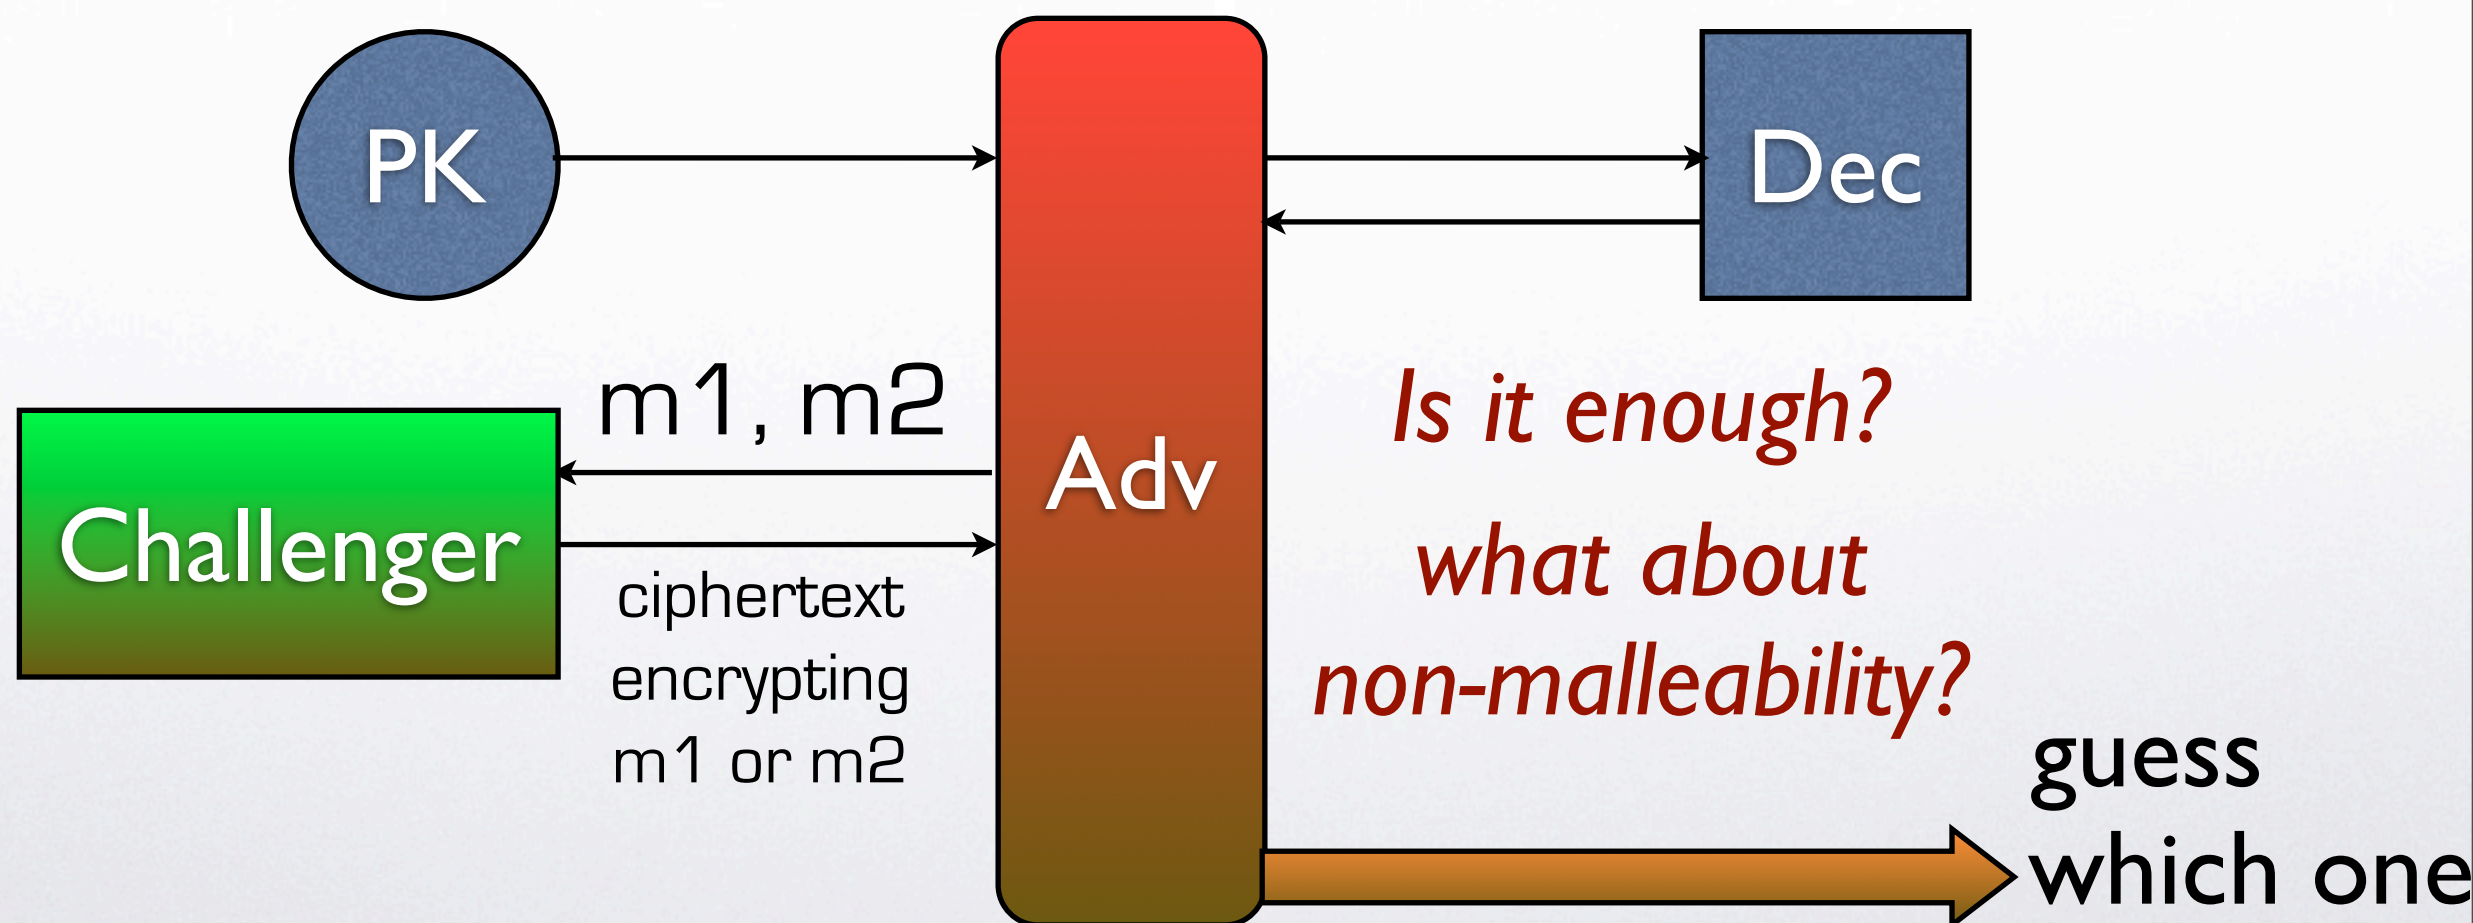 PK
Dec
m1, m2
Challenger
ciphertext
encrypting
m1 or m2
Adv
Is it enough?
what about
non-malleability?
guess
which one